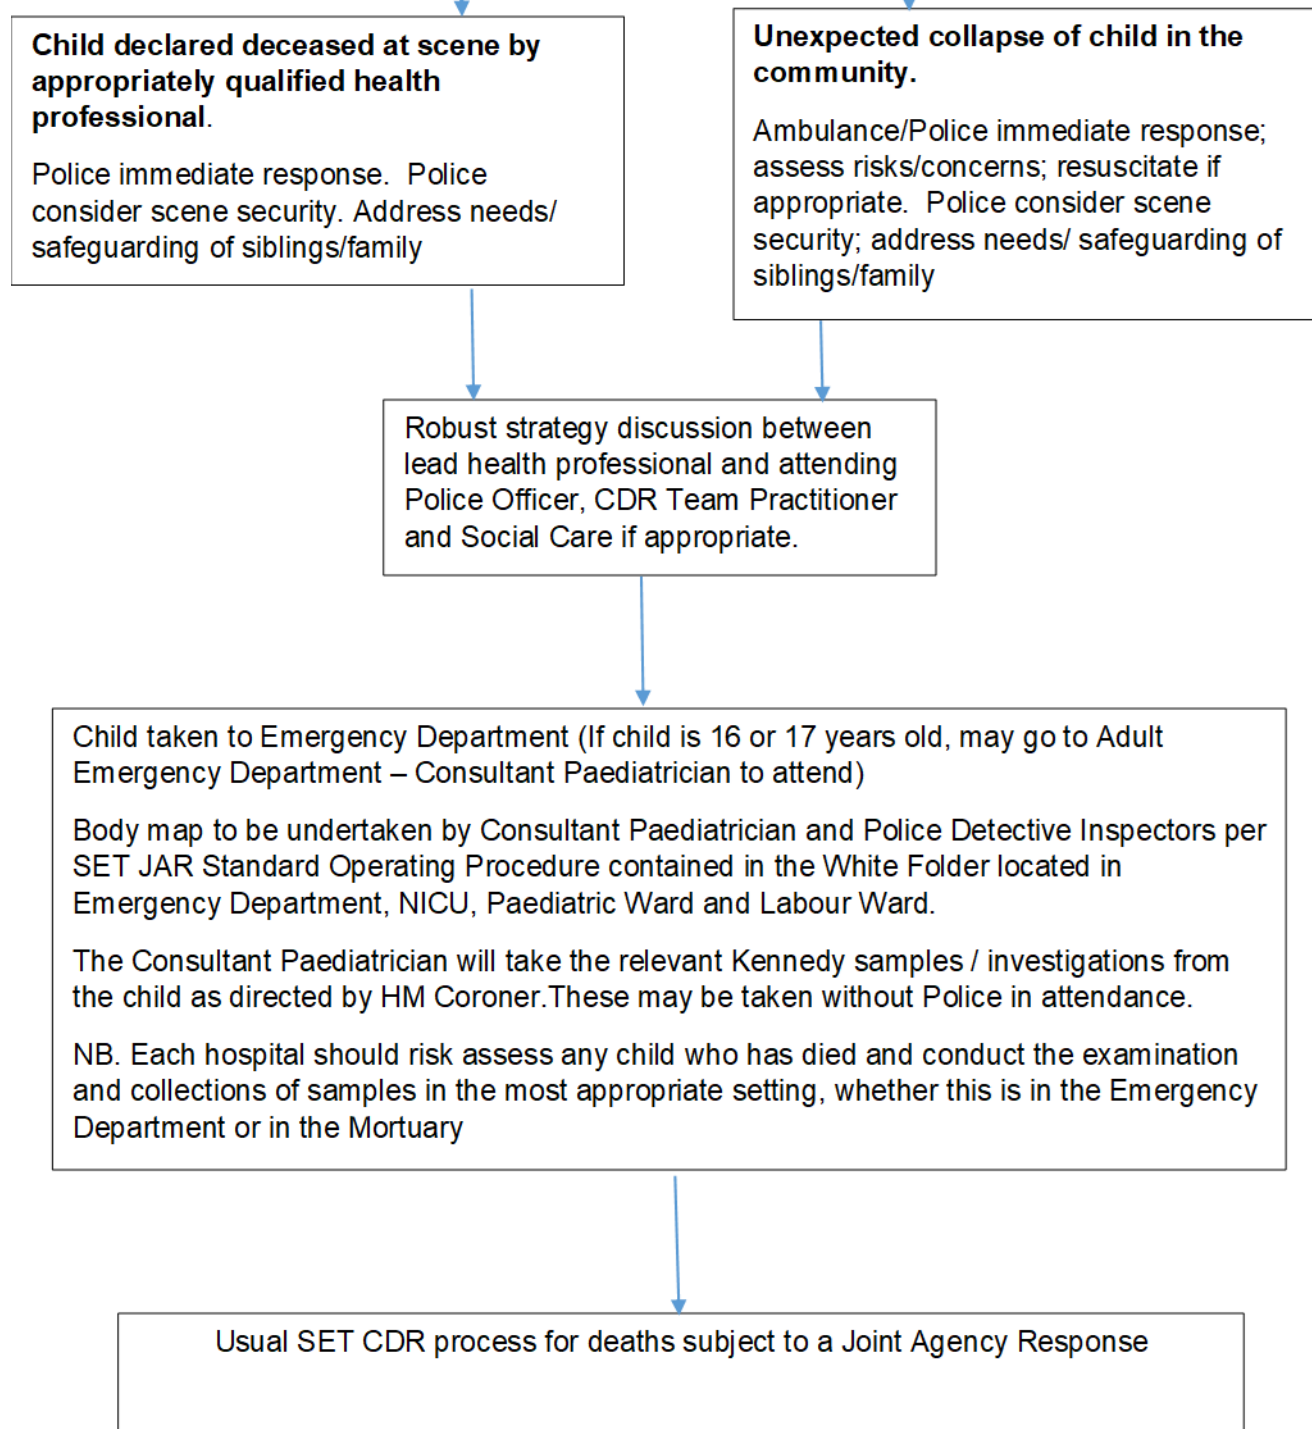 Child declared deceased at scene by
appropriately qualified health
professional.
Police immediate response.  Police
consider scene security. Address needs/
safeguarding of siblings/family
Unexpected collapse of child in the
community.
Ambulance/Police immediate response;
assess risks/concerns; resuscitate if
appropriate.  Police consider scene
security; address needs/ safeguarding of
siblings/family
Robust strategy discussion between
lead health professional and attending
Police Officer, CDR Team Practitioner
and Social Care if appropriate.
Child taken to Emergency Department (If child is 16 or 17 years old, may go to Adult
Emergency Department – Consultant Paediatrician to attend)
Body map to be undertaken by Consultant Paediatrician and Police Detective Inspectors per
SET JAR Standard Operating Procedure contained in the White Folder located in
Emergency Department, NICU, Paediatric Ward and Labour Ward.
The Consultant Paediatrician will take the relevant Kennedy samples / investigations from
the child as directed by HM Coroner.These may be taken without Police in attendance.
NB. Each hospital should risk assess any child who has died and conduct the examination
and collections of samples in the most appropriate setting, whether this is in the Emergency
Department or in the Mortuary
Usual SET CDR process for deaths subject to a Joint Agency Response